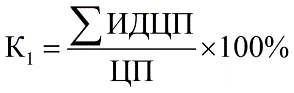 К₁ = ∑ ИДЦП / ЦП × 100%